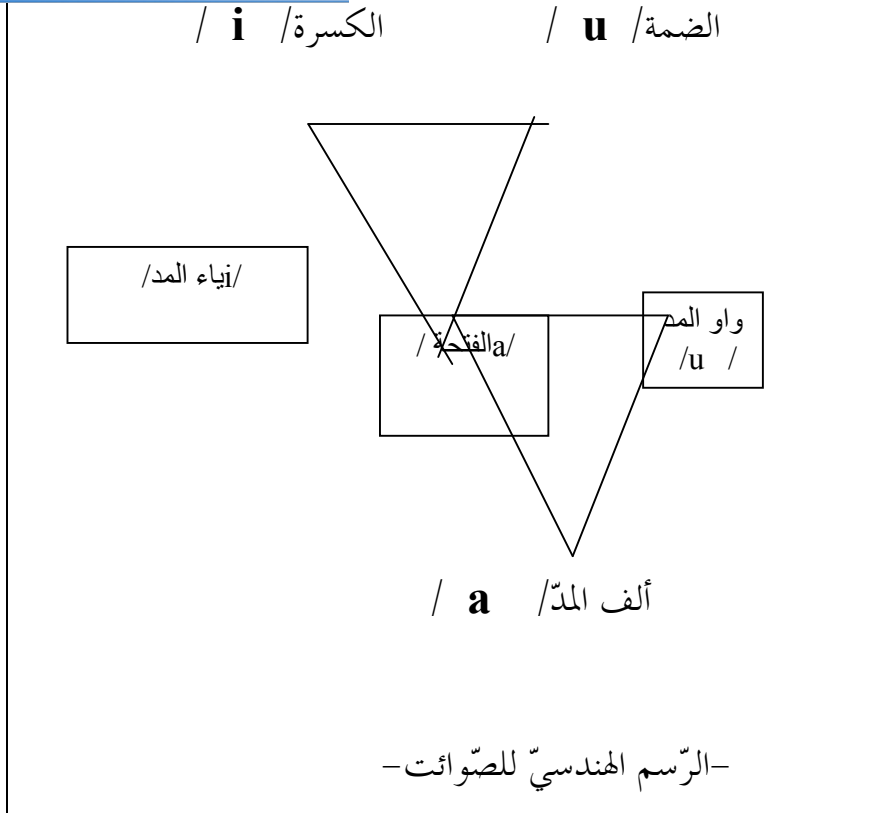 الضمة/ u /
الكسرة/ i /
/iياء المد/
واو المد
/ u/
/aالفتحة /
ألف المدّ/ a /
–الرّسم الهندسيّ للصّوائت–